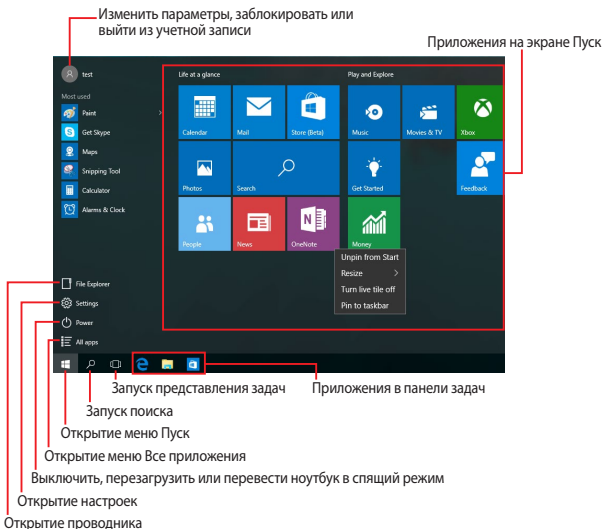 Изменить параметры, заблокировать или
выйти из учетной записи
Приложения на экране Пуск
test
Life at a glance
Play and Explore
Most used
Paint
Get Skype
Maps
Snipping Tool
Calculator
Alarms & Clock
Calendar
Mail
Store (Beta)
Music
Movies & TV
Xbox
Photos
Search
Get Started
Feedback
People
News
OneNote
Money
Unpin from Start
Resize
Turn live tile off
Pin to taskbar
File Explorer
Settings
Power
All apps
Запуск представления задач
Приложения в панели задач
Запуск поиска
Открытие меню Пуск
Открытие меню Все приложения
Выключить, перезагрузить или перевести ноутбук в спящий режим
Открытие настроек
Открытие проводника